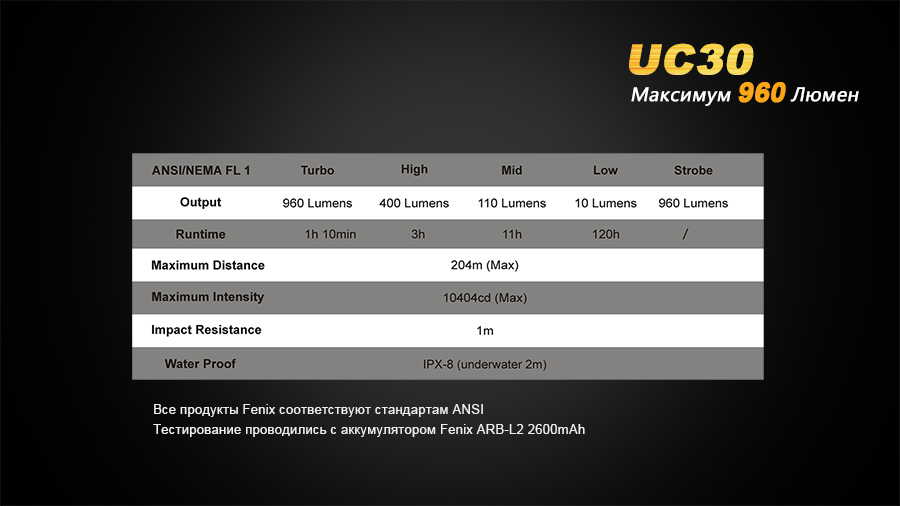 UC30
Максимум 960 Люмен
ANSI/NEMA FL 1 Turbo High Mid Low Strobe
Output 960 Lumens 400 Lumens 110 Lumens 10 Lumens 960 Lumens
Runtime 1h 10min 3h 11h 120h /
Maximum Distance 204m (Max)
Maximum Intensity 10404cd (Max)
Impact Resistance 1m
Water Proof IPX-8 (underwater 2m)
Все продукты Fenix соответствуют стандартам ANSI
Тестирование проводились с аккумулятором Fenix ARB-L2 2600mAh